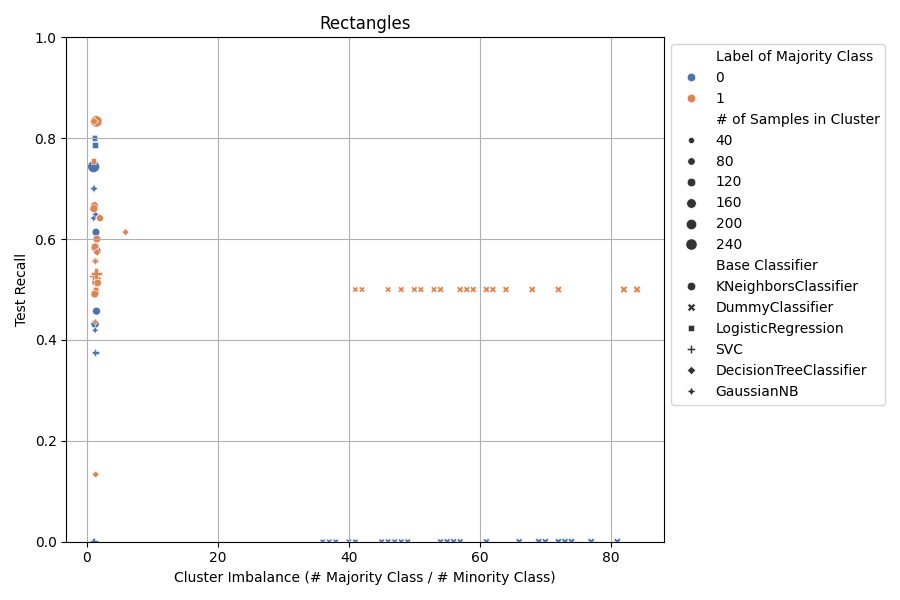 Rectangles
1.0
0.8
0.6
0.4
0.2
0.0
Test Recall
0
20
40
60
80
Cluster Imbalance (# Majority Class / # Minority Class)
Label of Majority Class
0
1
# of Samples in Cluster
40
80
120
160
200
240
Base Classifier
KNeighborsClassifier
DummyClassifier
LogisticRegression
SVC
DecisionTreeClassifier
GaussianNB